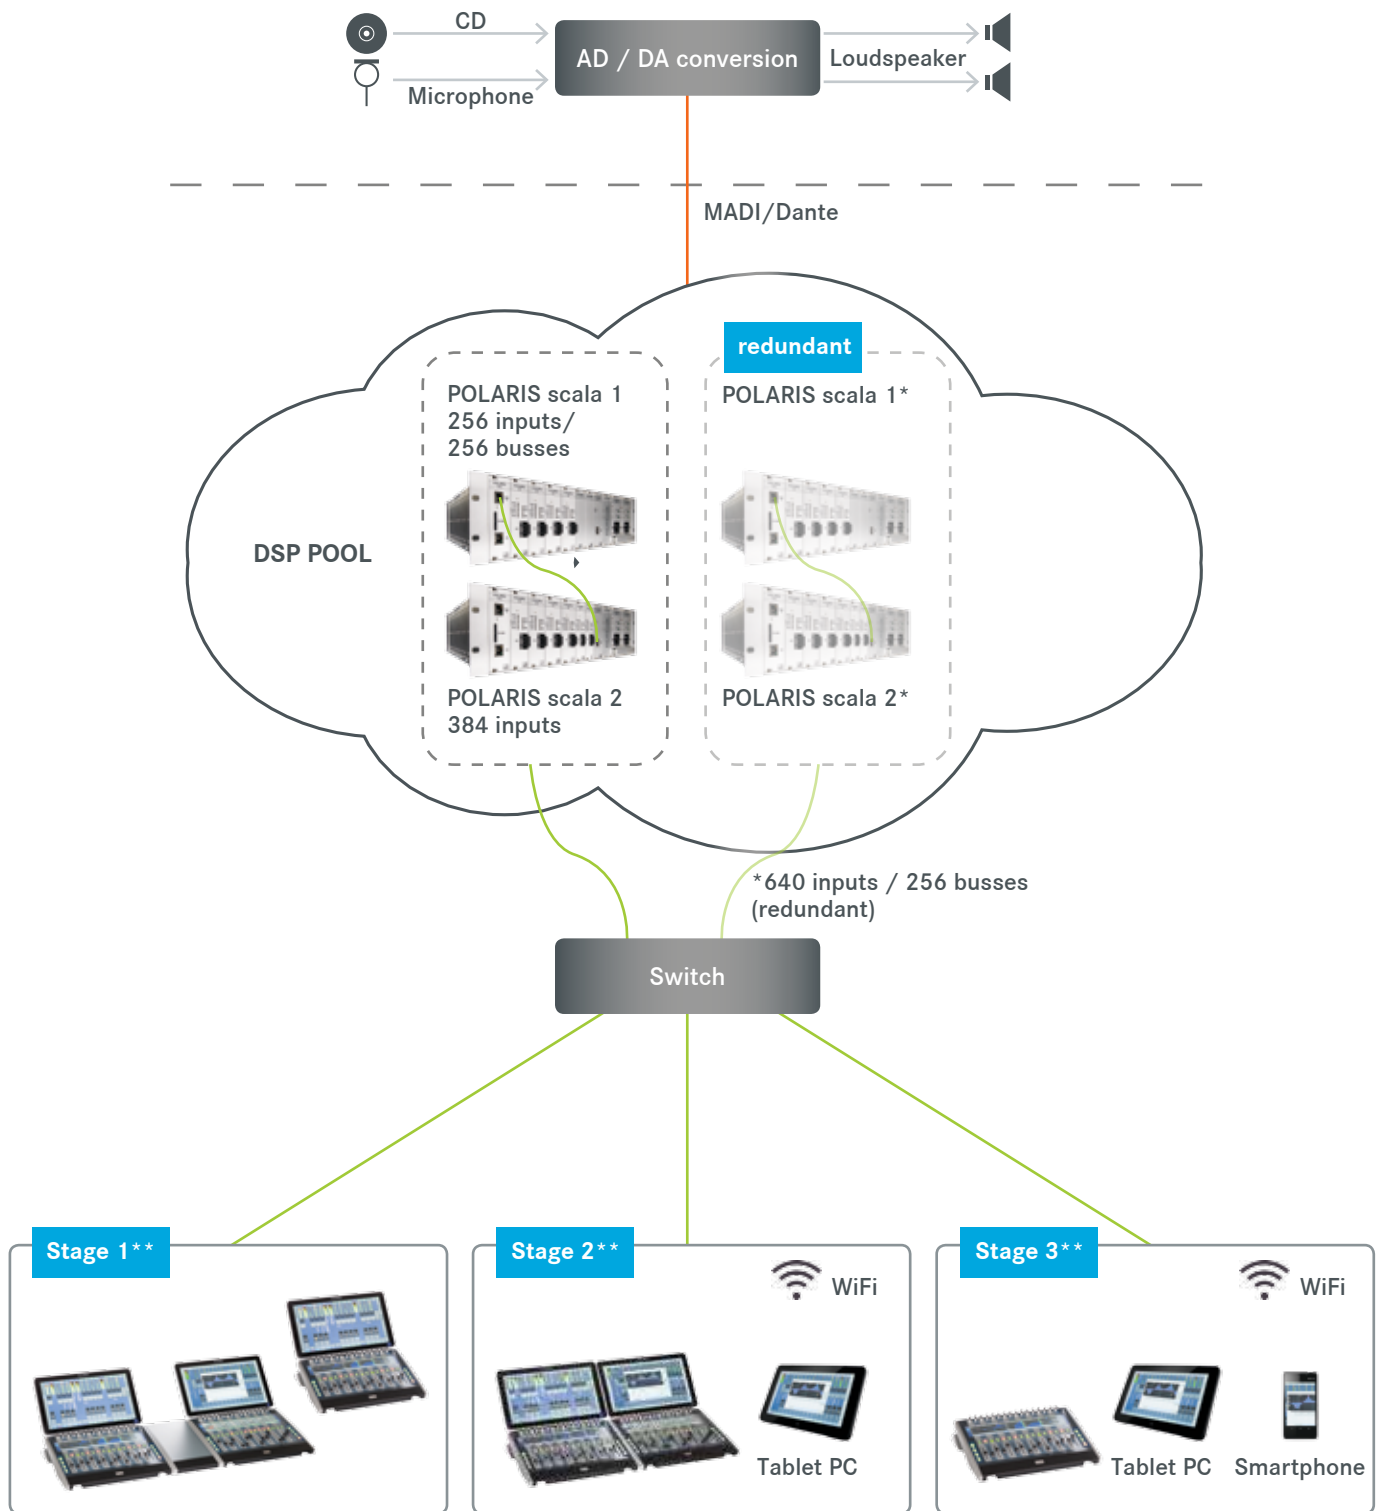 CD
AD / DA conversion
Loudspeaker
Microphone
MADI/Dante
redundant
POLARIS scala 1
256 inputs/
256 busses
POLARIS scala 1*
DSP POOL
POLARIS scala 2
384 inputs
POLARIS scala 2*
*640 inputs / 256 busses
(redundant)
Switch
Stage 1**
Stage 2**
WiFi
Tablet PC
Stage 3**
WiFi
Tablet PC
Smartphone